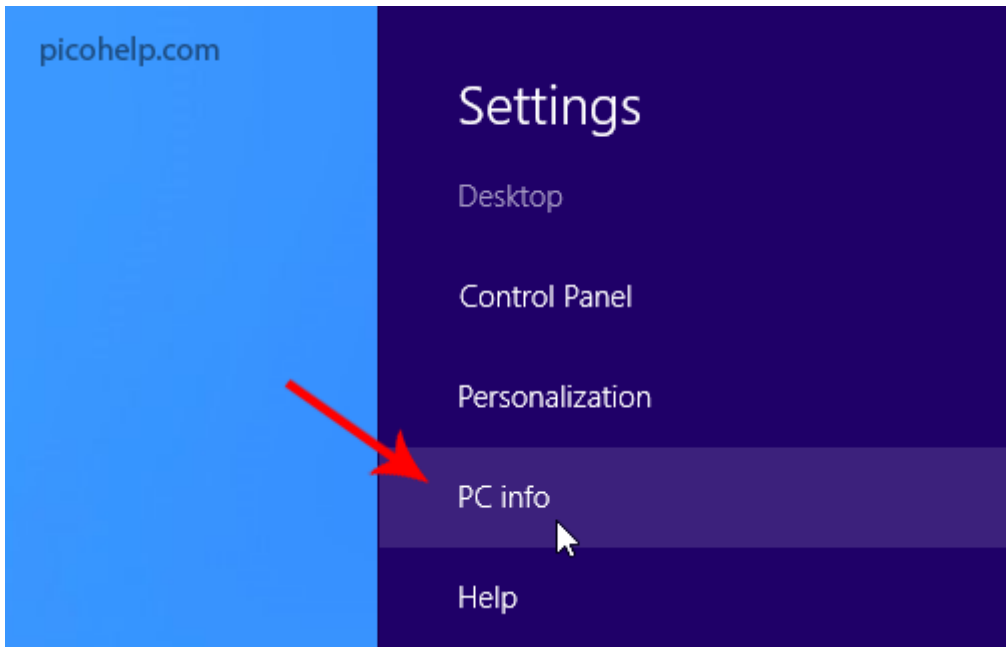 picohelp.com
Settings
Desktop
Control Panel
Personalization
PC info
Help